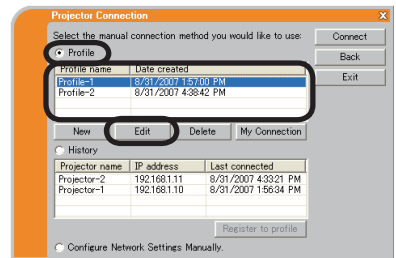 Projector Connection X
Select the manual connection method you would like to use: Connect
Profile Back
Profile name Date created Exit
Profile-1 8/31/2007 1:57:00 PM
Profile-2 8/31/2007 4:38:42 PM
New Edit Delete My Connection
History
Projector name IP address Last connected
Projector-2 192.168.1.11 8/31/2007 4:33:21 PM
Projector-1 192.168.1.10 8/31/2007 1:56:34 PM
Register to profile
Configure Network Settings Manually.